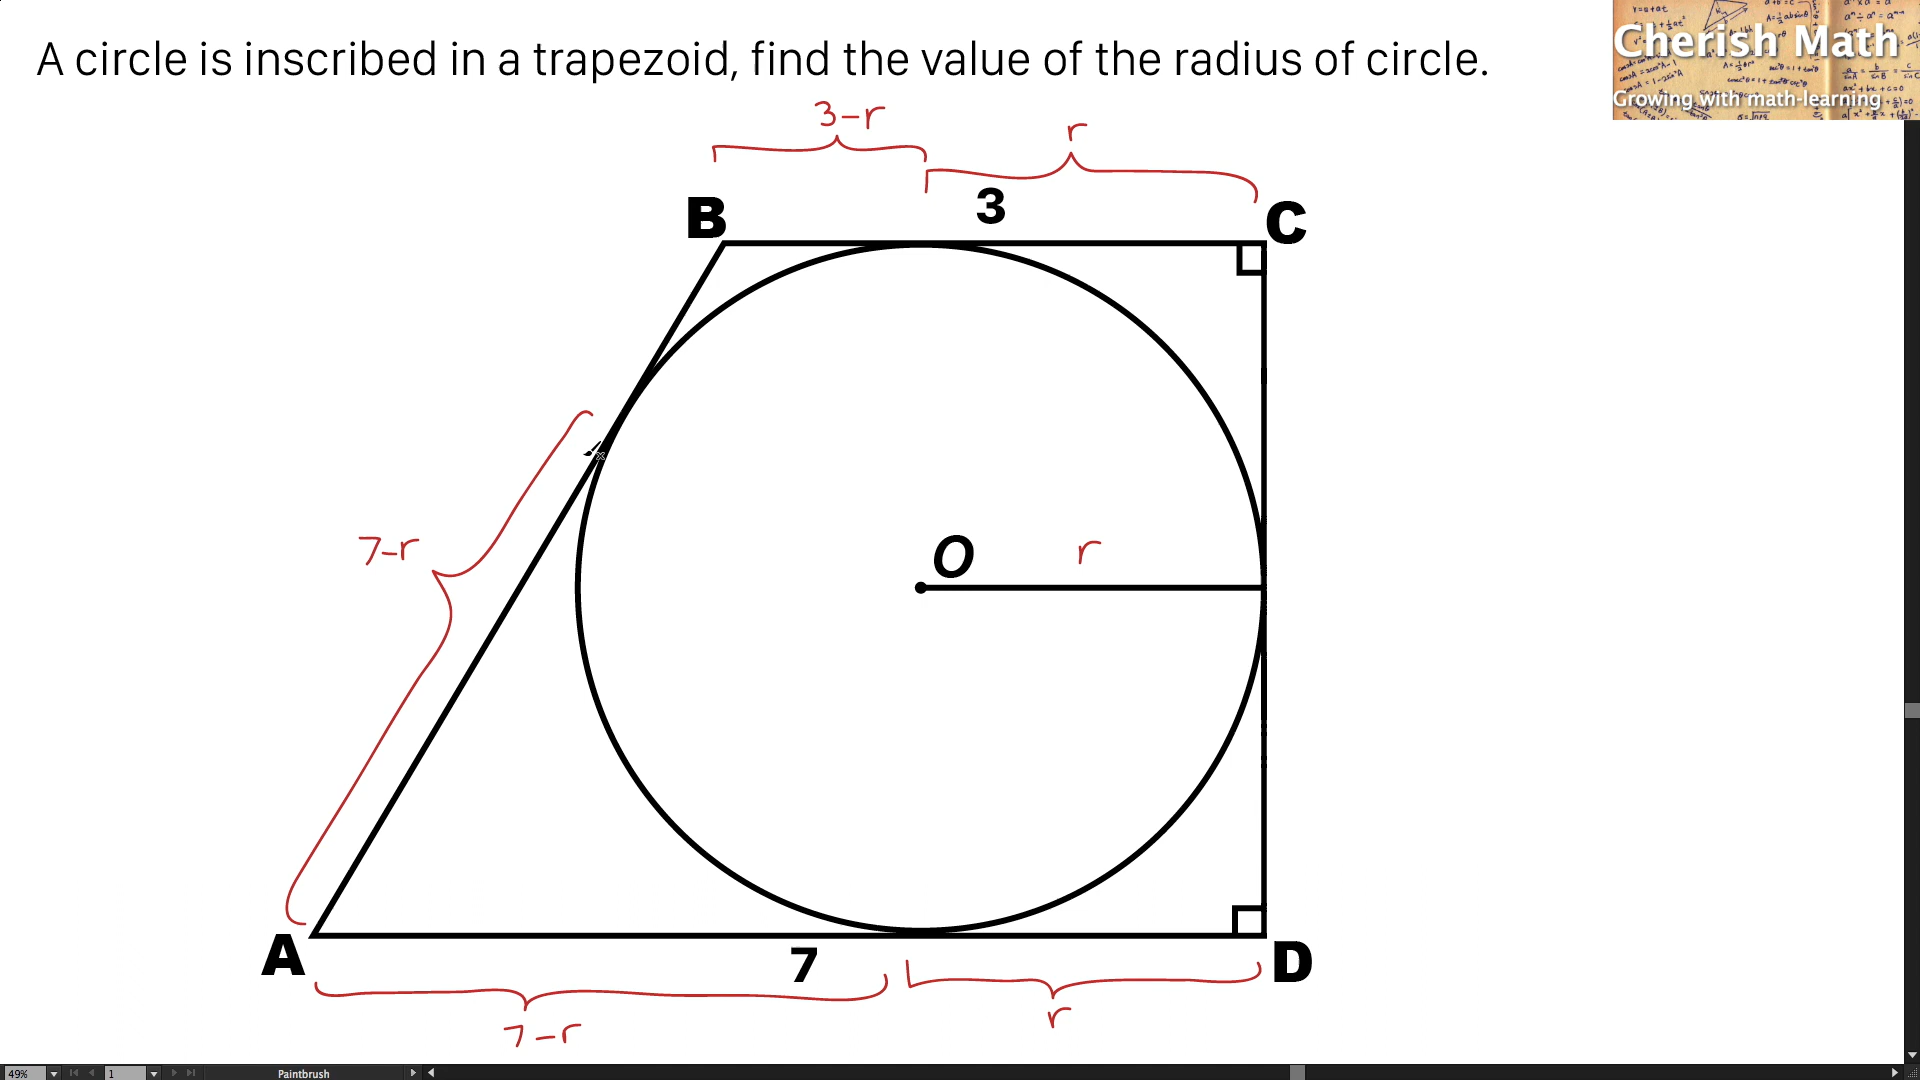 A circle is inscribed in a trapezoid, find the value of the radius of circle.
Cherish Math
Growing with math-learning
3-r
r
B
3
C
7-r
O
r
A
7
D
7-r
r
49%
1
Paintbrush